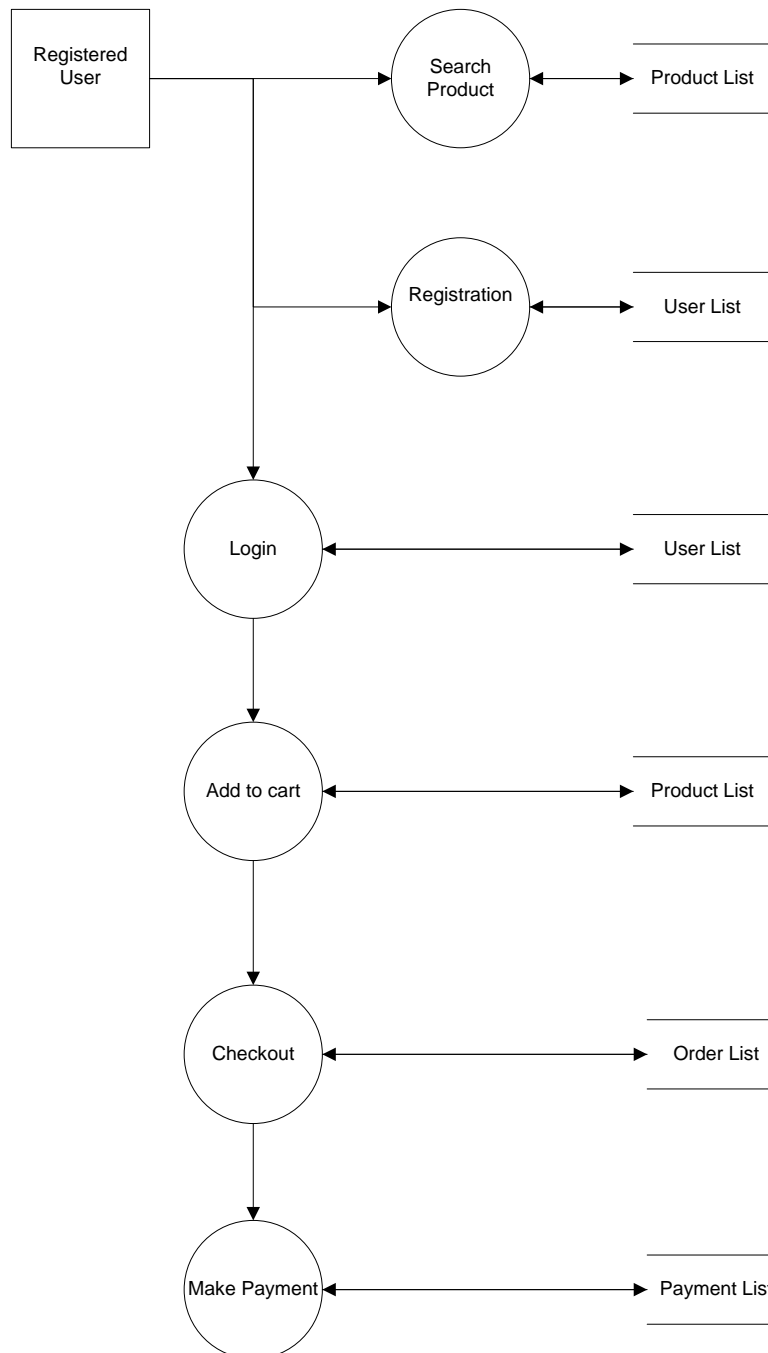 Registered
User
Search
Product
Product List
Registration
User List
Login
User List
Add to cart
Product List
Checkout
Order List
Make Payment
Payment List